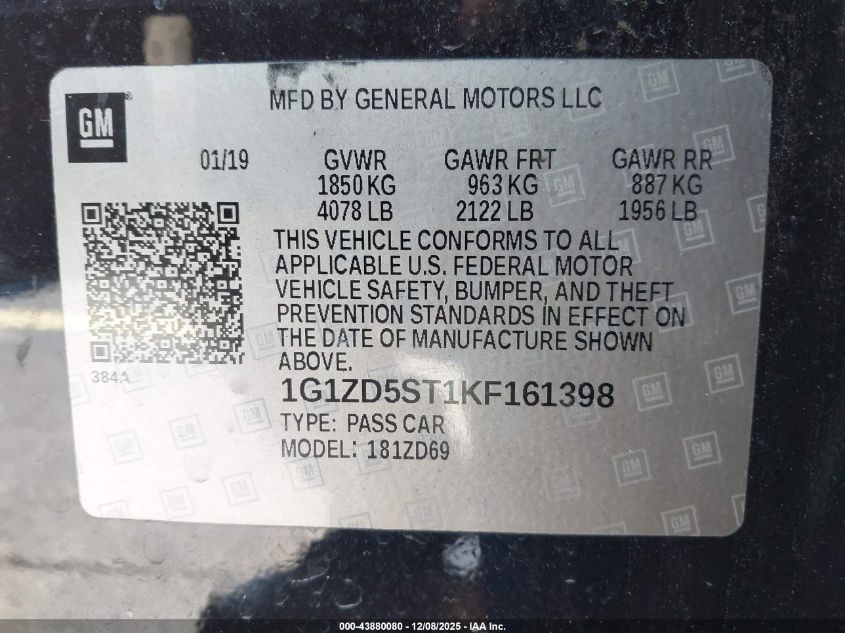 MFD BY GENERAL MOTORS LLC
GM
01/19 GVWR GAWR FRT GAWR RR
1850 KG 963 KG 887 KG
4078 LB 2122 LB 1956 LB
THIS VEHICLE CONFORMS TO ALL
APPLICABLE U.S. FEDERAL MOTOR
VEHICLE SAFETY, BUMPER, AND THEFT
PREVENTION STANDARDS IN EFFECT ON
THE DATE OF MANUFACTURE SHOWN
ABOVE.
384A
1G1ZD5ST1KF161398
TYPE: PASS CAR
MODEL: 181ZD69
000-43880080 - 12/08/2025 - IAA Inc.